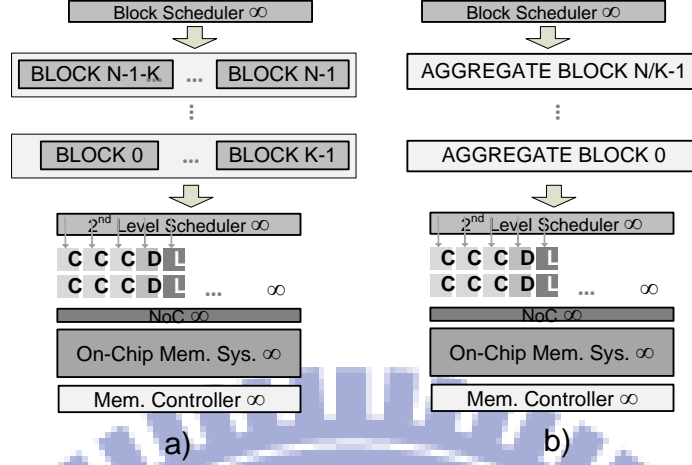 Block Scheduler ∞
BLOCK N-1-K ... BLOCK N-1
...
BLOCK 0 ... BLOCK K-1
2nd Level Scheduler ∞
C C C D L
C C C D L ... ∞
NoC ∞
On-Chip Mem. Sys. ∞
Mem. Controller ∞
a)
Block Scheduler ∞
AGGREGATE BLOCK N/K-1
...
AGGREGATE BLOCK 0
2nd Level Scheduler ∞
C C C D L
C C C D L ... ∞
NoC ∞
On-Chip Mem. Sys. ∞
Mem. Controller ∞
b)